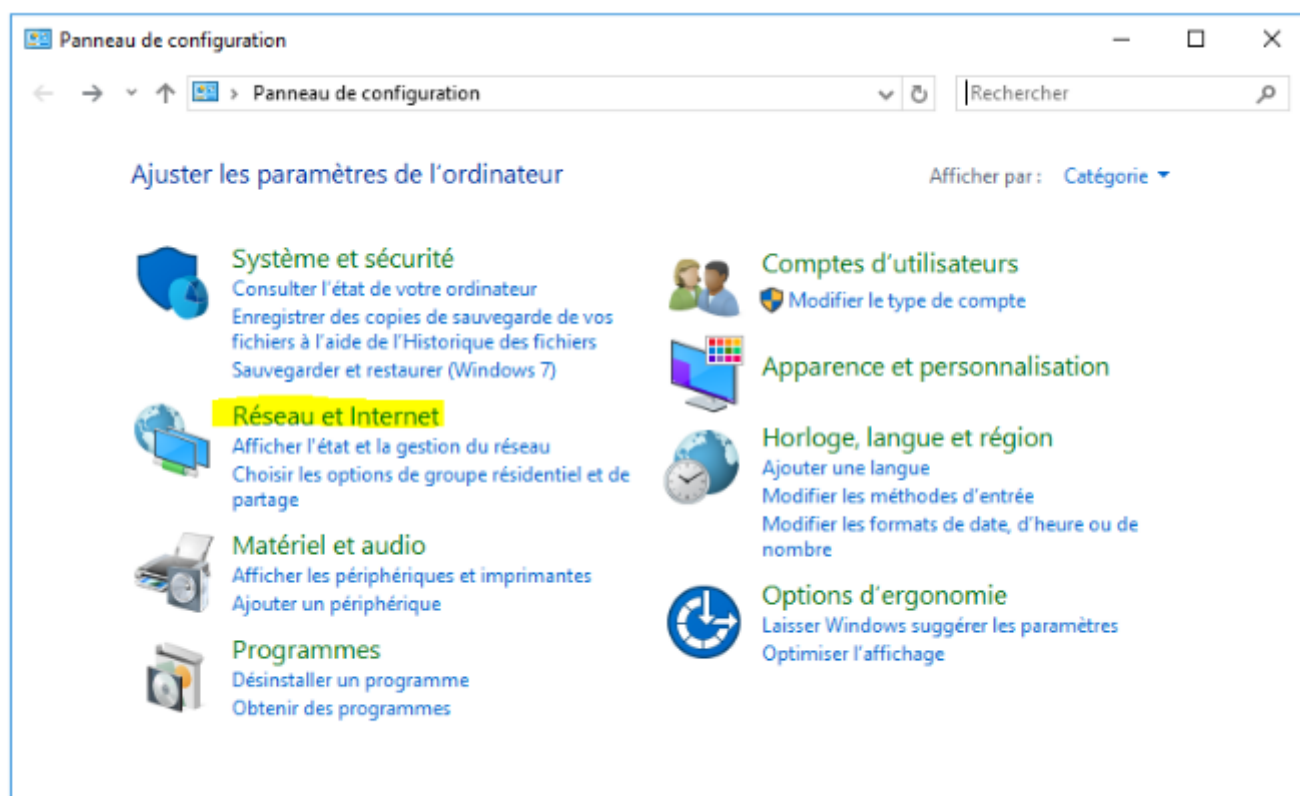 Panneau de configuration
Panneau de configuration
Rechercher
Ajuster les paramètres de l'ordinateur
Afficher par : Catégorie
Système et sécurité
Consulter l'état de votre ordinateur
Enregistrer des copies de sauvegarde de vos
fichiers à l'aide de l'Historique des fichiers
Sauvegarder et restaurer (Windows 7)
Réseau et Internet
Afficher l'état et la gestion du réseau
Choisir les options de groupe résidentiel et de
partage
Matériel et audio
Afficher les périphériques et imprimantes
Ajouter un périphérique
Programmes
Désinstaller un programme
Obtenir des programmes
Comptes d'utilisateurs
Modifier le type de compte
Apparence et personnalisation
Horloge, langue et région
Ajouter une langue
Modifier les méthodes d'entrée
Modifier les formats de date, d'heure ou de
nombre
Options d'ergonomie
Laisser Windows suggérer les paramètres
Optimiser l'affichage